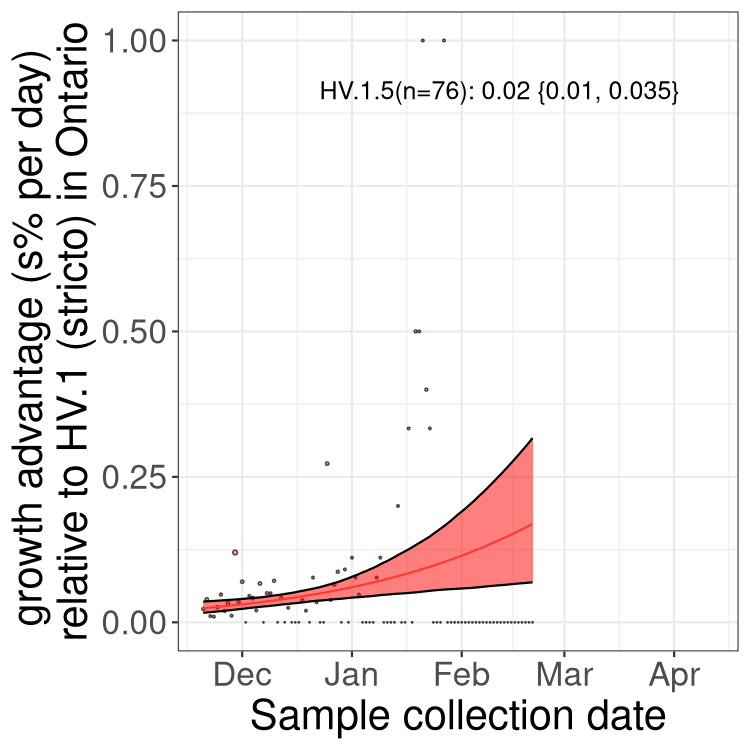 growth advantage (s% per day)
relative to HV.1 (stricto) in Ontario
1.00
0.75
0.50
0.25
0.00
HV.1.5(n=76): 0.02 {0.01, 0.035}
Dec Jan Feb Mar Apr
Sample collection date